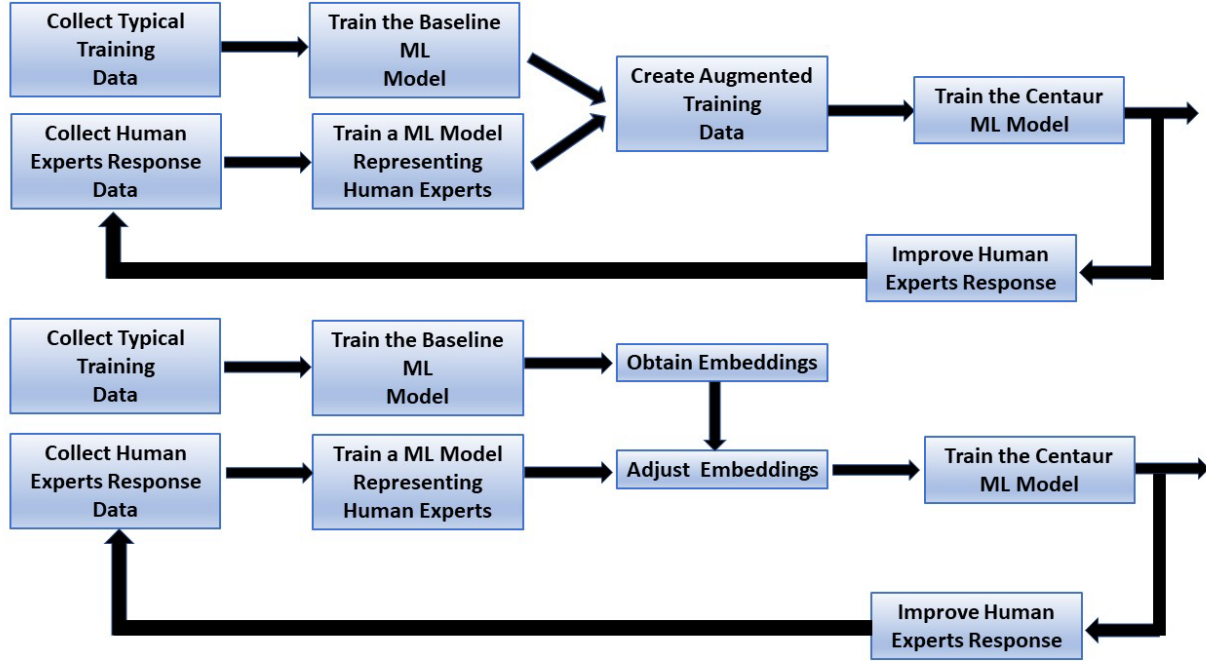 Collect Typical
Training
Data
Train the Baseline
ML
Model
Create Augmented
Training
Data
Train the Centaur
ML Model
Collect Human
Experts Response
Data
Train a ML Model
Representing
Human Experts
Improve Human
Experts Response
Collect Typical
Training
Data
Train the Baseline
ML
Model
Obtain Embeddings
Collect Human
Experts Response
Data
Train a ML Model
Representing
Human Experts
Adjust Embeddings
Train the Centaur
ML Model
Improve Human
Experts Response